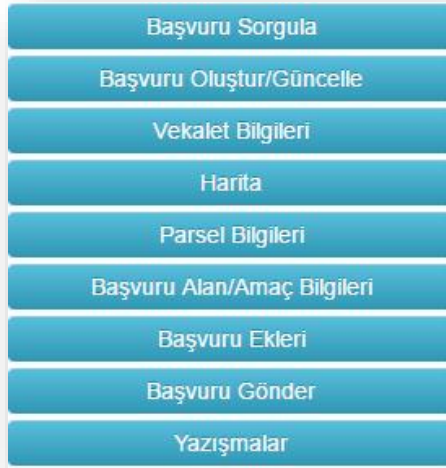 Başvuru Sorgula
Başvuru Oluştur/Güncelle
Vekalet Bilgileri
Harita
Parsel Bilgileri
Başvuru Alan/Amaç Bilgileri
Başvuru Ekleri
Başvuru Gönder
Yazışmalar